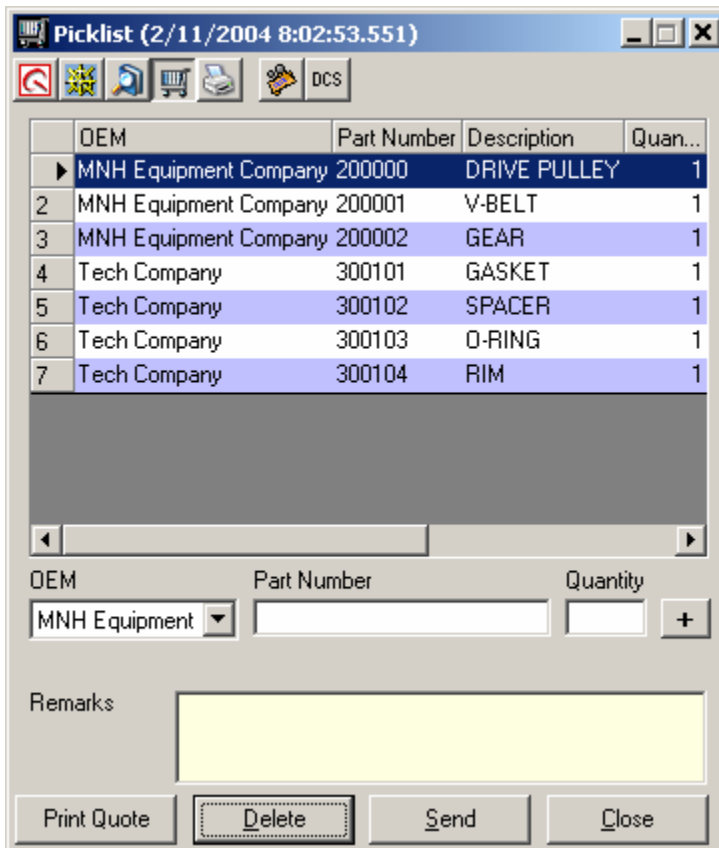 Picklist (2/11/2004 8:02:53.551)
DCS
OEM Part Number Description Quan...
MNH Equipment Company 200000 DRIVE PULLEY 1
2 MNH Equipment Company 200001 V-BELT 1
3 MNH Equipment Company 200002 GEAR 1
4 Tech Company 300101 GASKET 1
5 Tech Company 300102 SPACER 1
6 Tech Company 300103 O-RING 1
7 Tech Company 300104 RIM 1
OEM Part Number Quantity
MNH Equipment +
Remarks
Print Quote Delete Send Close